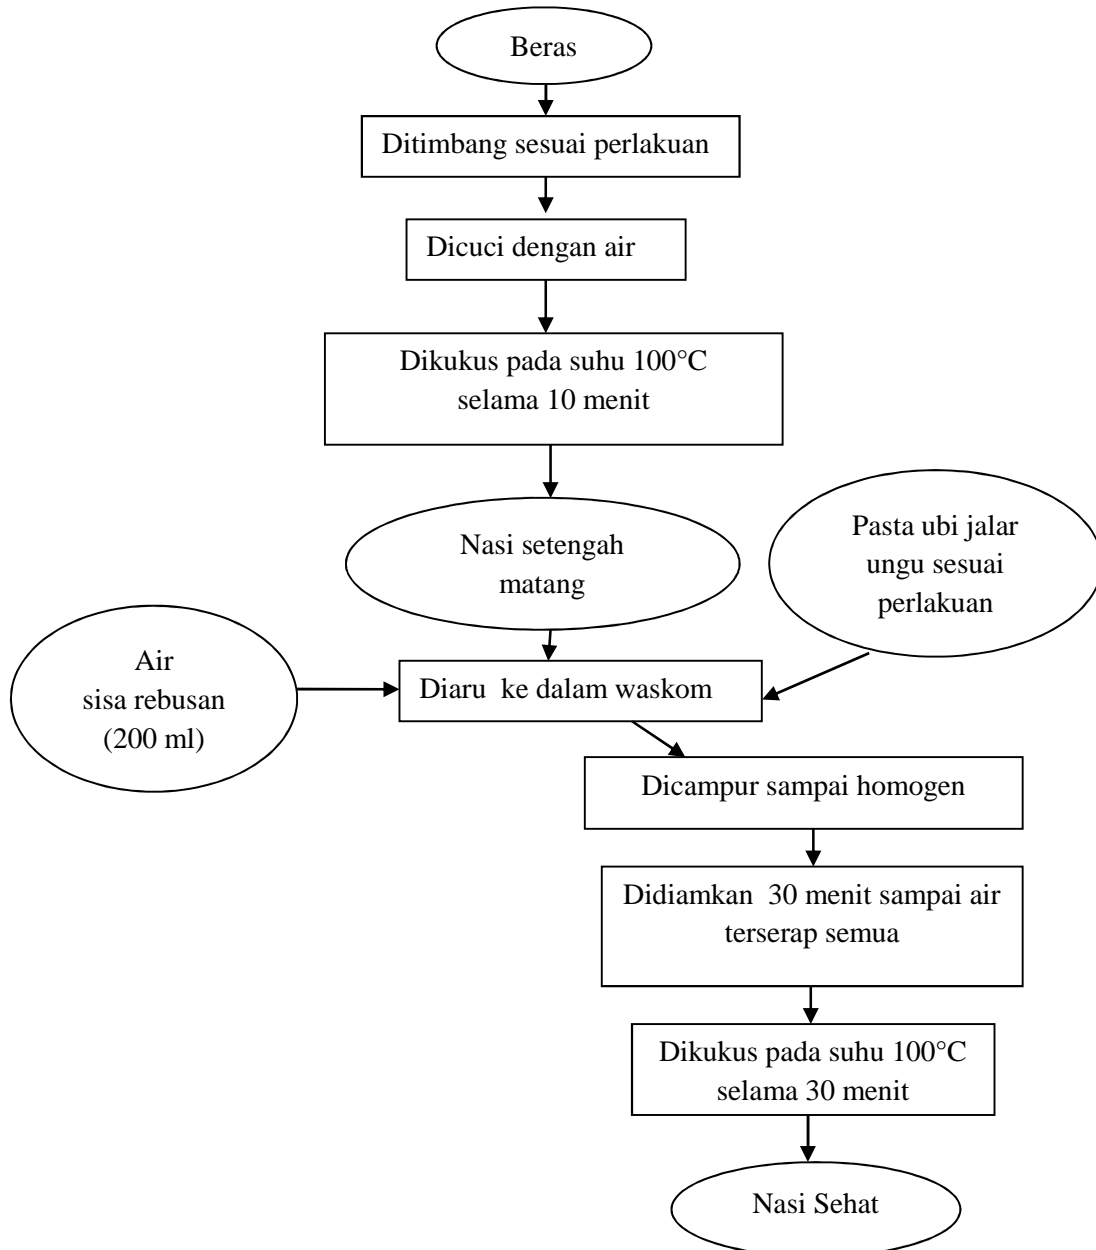 Beras
Ditimbang sesuai perlakuan
Dicuci dengan air
Dikukus pada suhu 100°C
selama 10 menit
Nasi setengah
matang
Pasta ubi jalar
ungu sesuai
perlakuan
Air
sisa rebusan
(200 ml)
Diaru ke dalam waskom
Dicampur sampai homogen
Didiamkan 30 menit sampai air
terserap semua
Dikukus pada suhu 100°C
selama 30 menit
Nasi Sehat